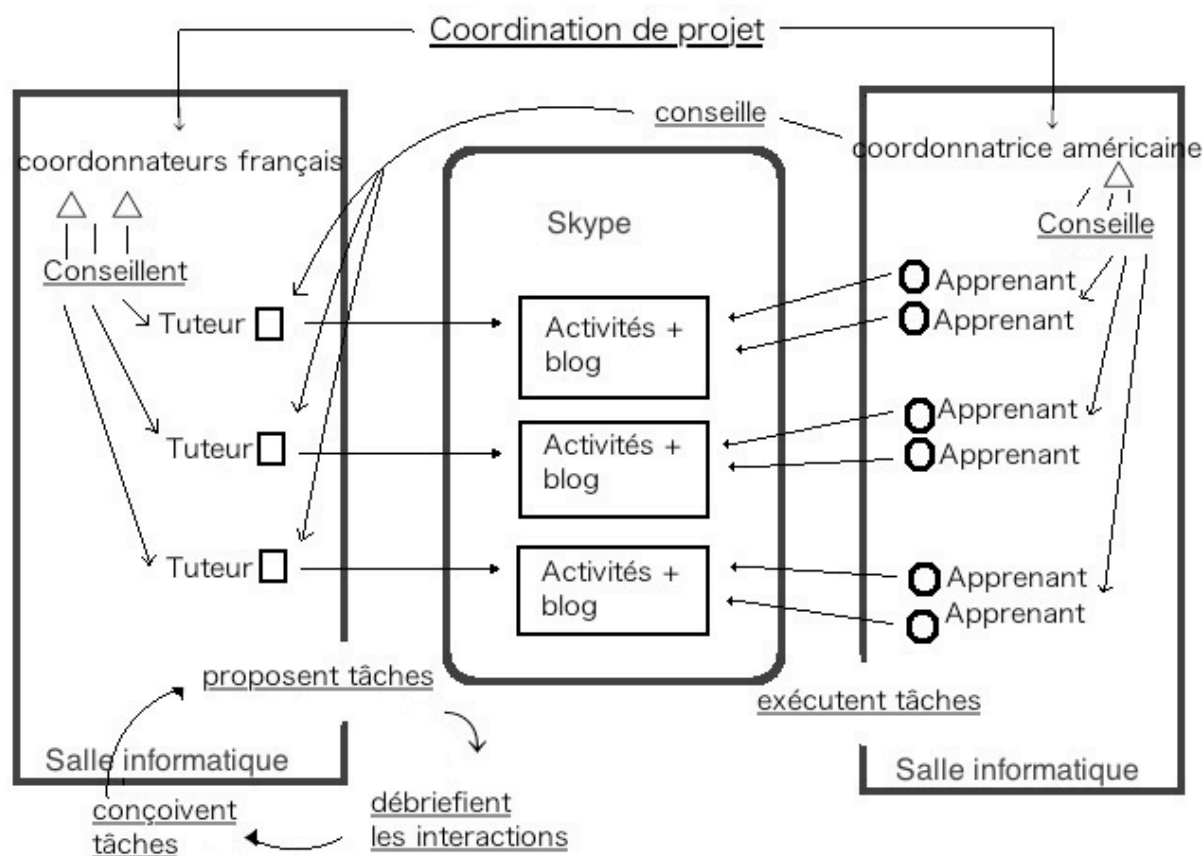 Coordination de projet
conseille
coordonnateurs français
coordonnatrice américaine
Skype
Conseillent
Conseille
Tuteur
Activités +
blog
Apprenant
Apprenant
Tuteur
Activités +
blog
Apprenant
Apprenant
Tuteur
Activités +
blog
Apprenant
Apprenant
proposent tâches
exécutent tâches
Salle informatique
Salle informatique
conçoivent
tâches
débriefient
les interactions